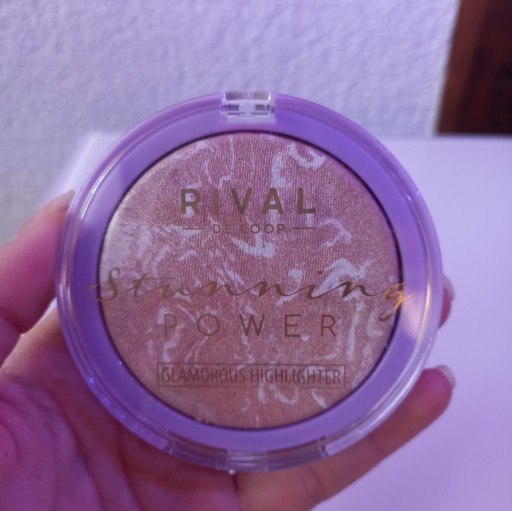 RIVAL
DE LOOP
Stunning
POWER
GLAMOROUS HIGHLIGHTER